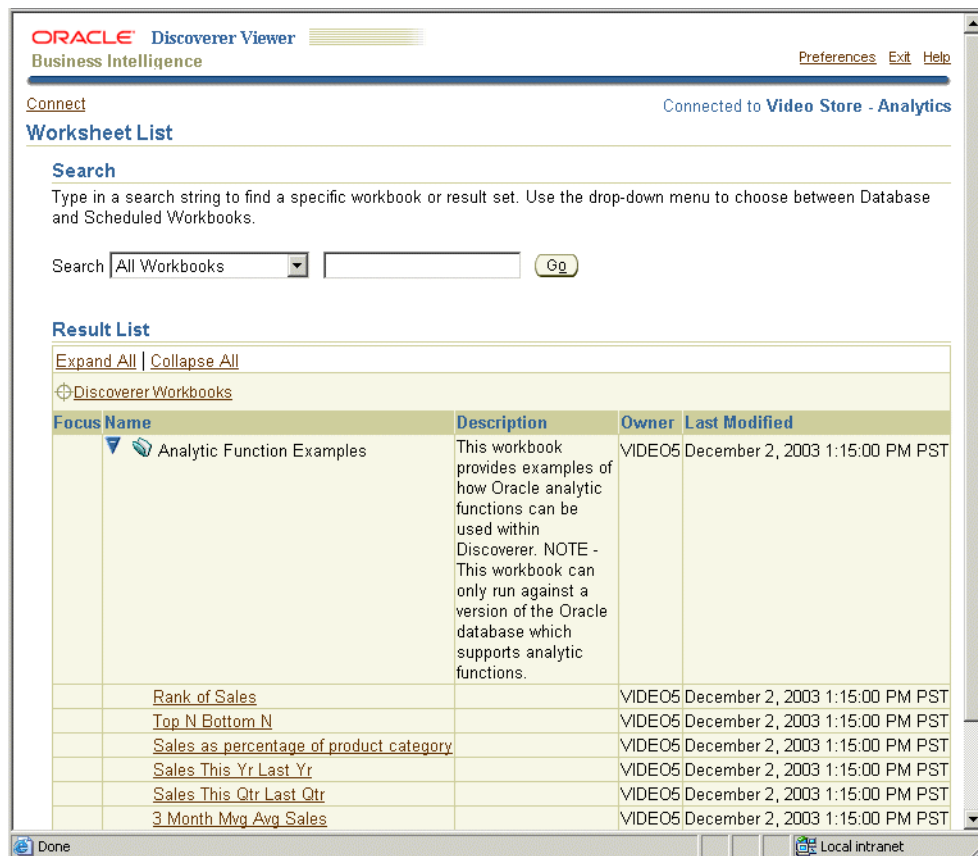 ORACLE Discoverer Viewer
Business Intelligence
Preferences Exit Help
Connect
Connected to Video Store - Analytics
Worksheet List
Search
Type in a search string to find a specific workbook or result set. Use the drop-down menu to choose between Database
and Scheduled Workbooks.
Search All Workbooks Go
Result List
Expand All | Collapse All
Discoverer Workbooks
Focus Name Description Owner Last Modified
Analytic Function Examples This workbook VIDEO5 December 2, 2003 1:15:00 PM PST
provides examples of
how Oracle analytic
functions can be
used within
Discoverer. NOTE -
This workbook can
only run against a
version of the Oracle
database which
supports analytic
functions.
Rank of Sales VIDEO5 December 2, 2003 1:15:00 PM PST
Top N Bottom N VIDEO5 December 2, 2003 1:15:00 PM PST
Sales as percentage of product category VIDEO5 December 2, 2003 1:15:00 PM PST
Sales This Yr Last Yr VIDEO5 December 2, 2003 1:15:00 PM PST
Sales This Qtr Last Qtr VIDEO5 December 2, 2003 1:15:00 PM PST
3 Month Mvg Avg Sales VIDEO5 December 2, 2003 1:15:00 PM PST
Done Local intranet